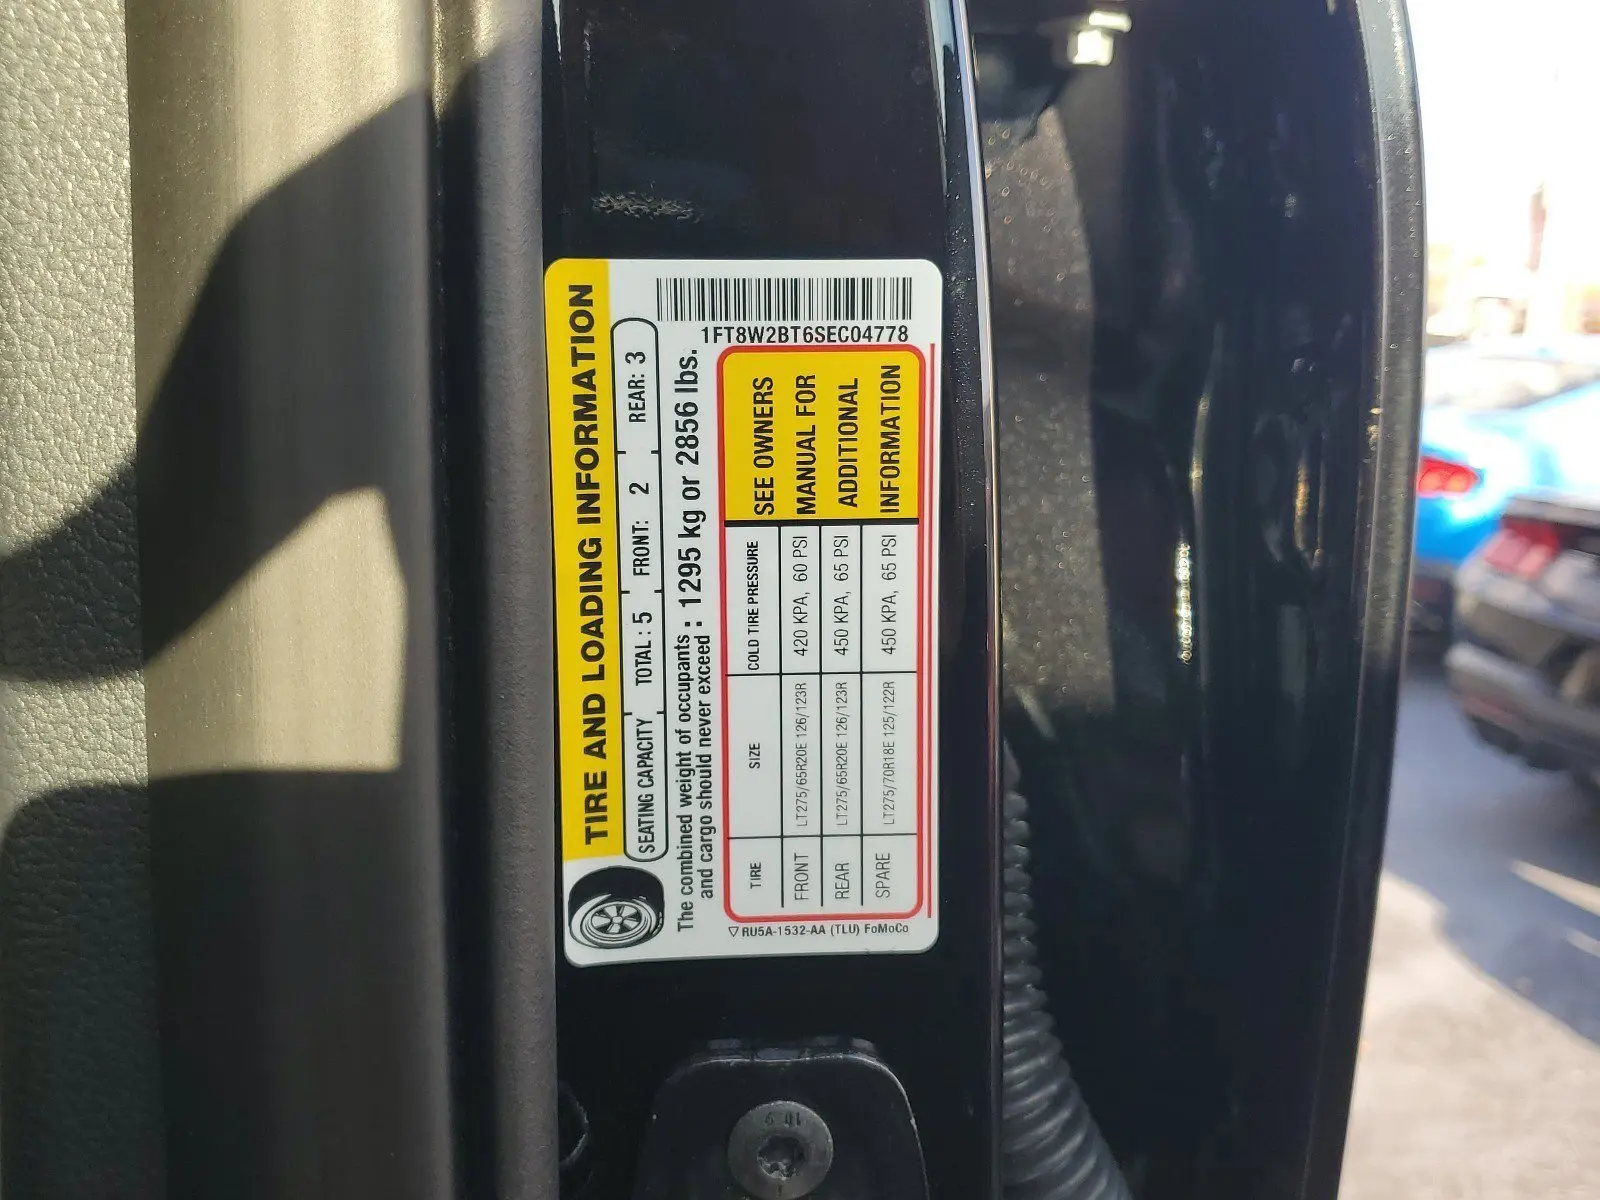 TIRE AND LOADING INFORMATION
SEATING CAPACITY TOTAL : 5 FRONT: 2 REAR: 3
The combined weight of occupants
and cargo should never exceed : 1295 kg or 2856 lbs.
1FT8W2BT6SEC04778
TIRE SIZE COLD TIRE PRESSURE
FRONT LT275/65R20E 126/123R 420 KPA, 60 PSI
REAR LT275/65R20E 126/123R 450 KPA, 65 PSI
SPARE LT275/70R18E 125/122R 450 KPA, 65 PSI
SEE OWNERS
MANUAL FOR
ADDITIONAL
INFORMATION
▽ RU5A-1532-AA (TLU) FoMoCo